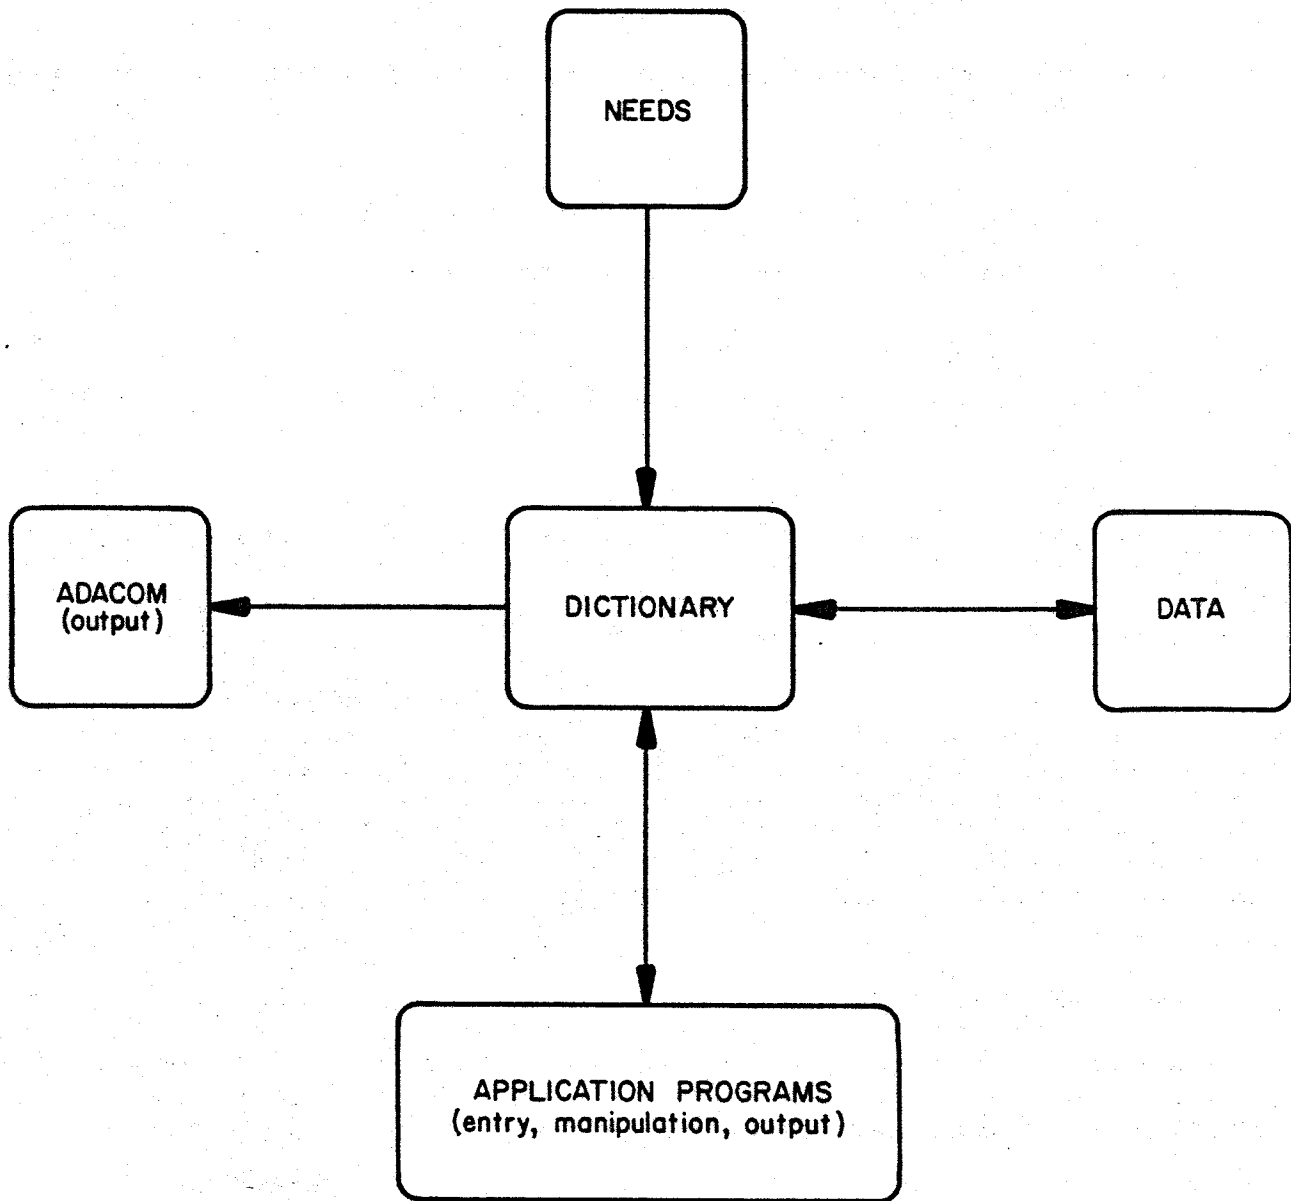 NEEDS
ADACOM
(output)
DICTIONARY
DATA
APPLICATION PROGRAMS
(entry, manipulation, output)